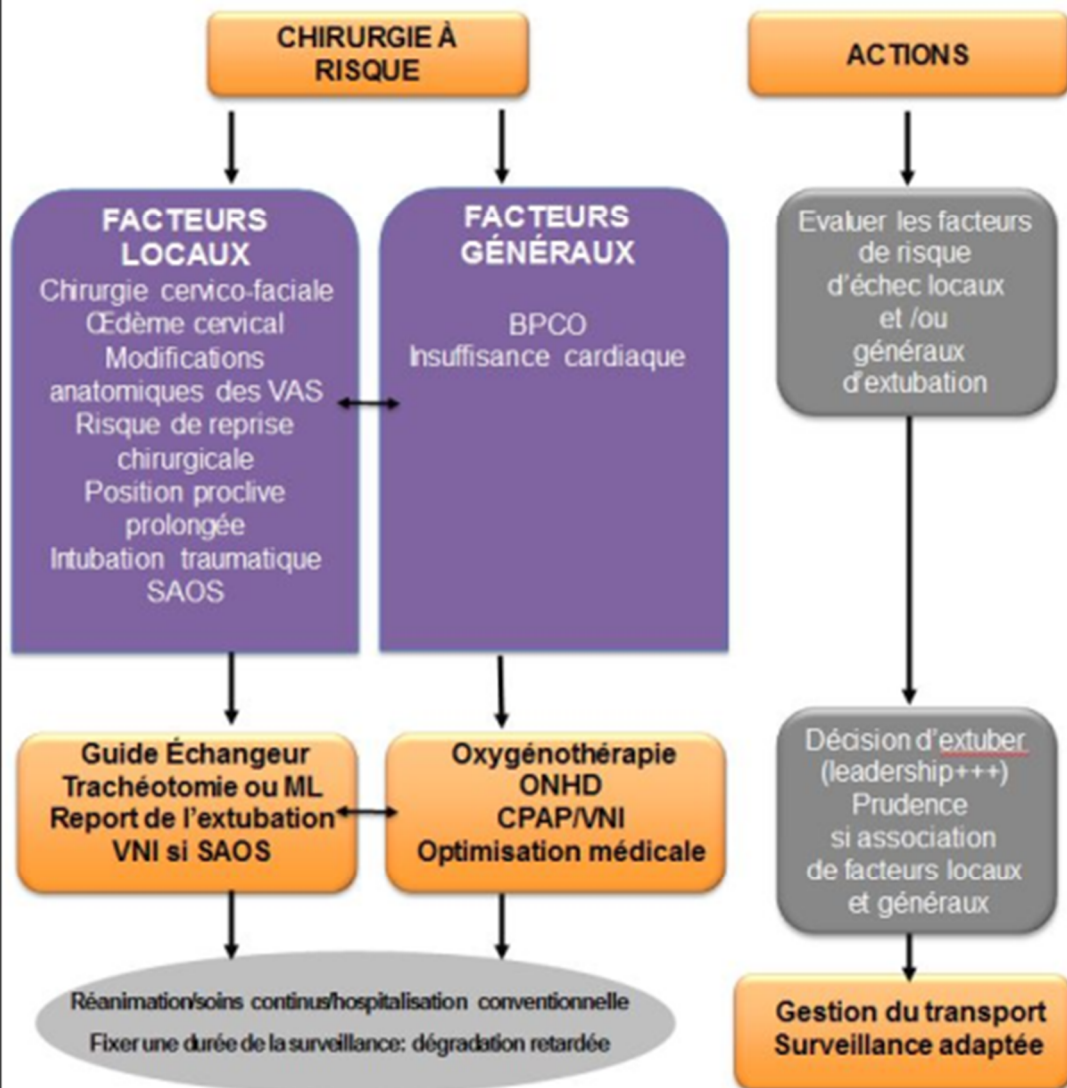 CHIRURGIE À
RISQUE
ACTIONS
FACTEURS
LOCAUX
Chirurgie cervico-faciale
Œdème cervical
Modifications
anatomiques des VAS
Risque de reprise
chirurgicale
Position proclive
prolongée
Intubation traumatique
SAOS
FACTEURS
GÉNÉRAUX
BPCO
Insuffisance cardiaque
Evaluer les facteurs
de risque
d'échec locaux
et /ou
généraux
d'extubation
Guide Échangeur
Trachéotomie ou ML
Report de l'extubation
VNI si SAOS
Oxygénothérapie
ONHD
CPAP/VNI
Optimisation médicale
Décision d'extuber
(leadership+++)
Prudence
si association
de facteurs locaux
et généraux
Réanimation/soins continus/hospitalisation conventionnelle
Fixer une durée de la surveillance: dégradation retardée
Gestion du transport
Surveillance adaptée